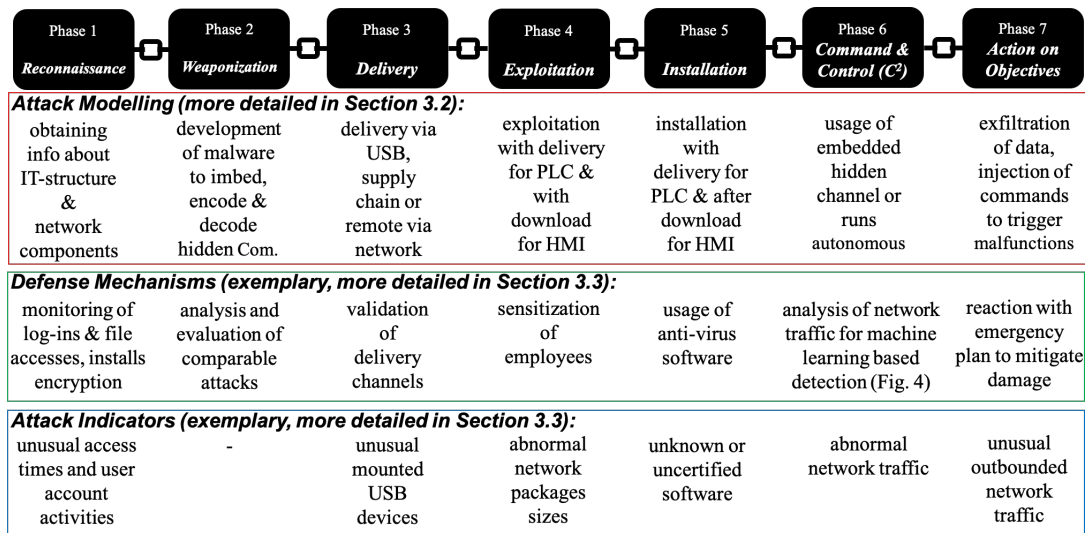 Phase 1
Reconnaissance
Phase 2
Weaponization
Phase 3
Delivery
Phase 4
Exploitation
Phase 5
Installation
Phase 6
Command &
Control (C²)
Phase 7
Action on
Objectives
Attack Modelling (more detailed in Section 3.2):
obtaining
info about
IT-structure
&
network
components
development
of malware
to imbed,
encode &
decode
hidden Com.
delivery via
USB,
supply
chain or
remote via
network
exploitation
with delivery
for PLC &
with
download
for HMI
installation
with
delivery for
PLC & after
download
for HMI
usage of
embedded
hidden
channel or
runs
autonomous
exfiltration
of data,
injection of
commands
to trigger
malfunctions
Defense Mechanisms (exemplary, more detailed in Section 3.3):
monitoring of
log-ins & file
accesses, installs
encryption
analysis and
evaluation of
comparable
attacks
validation
of
delivery
channels
sensitization
of
employees
usage of
anti-virus
software
analysis of network
traffic for machine
learning based
detection (Fig. 4)
reaction with
emergency
plan to mitigate
damage
Attack Indicators (exemplary, more detailed in Section 3.3):
unusual access
times and user
account
activities
-
unusual
mounted
USB
devices
abnormal
network
packages
sizes
unknown or
uncertified
software
abnormal
network traffic
unusual
outbounded
network
traffic